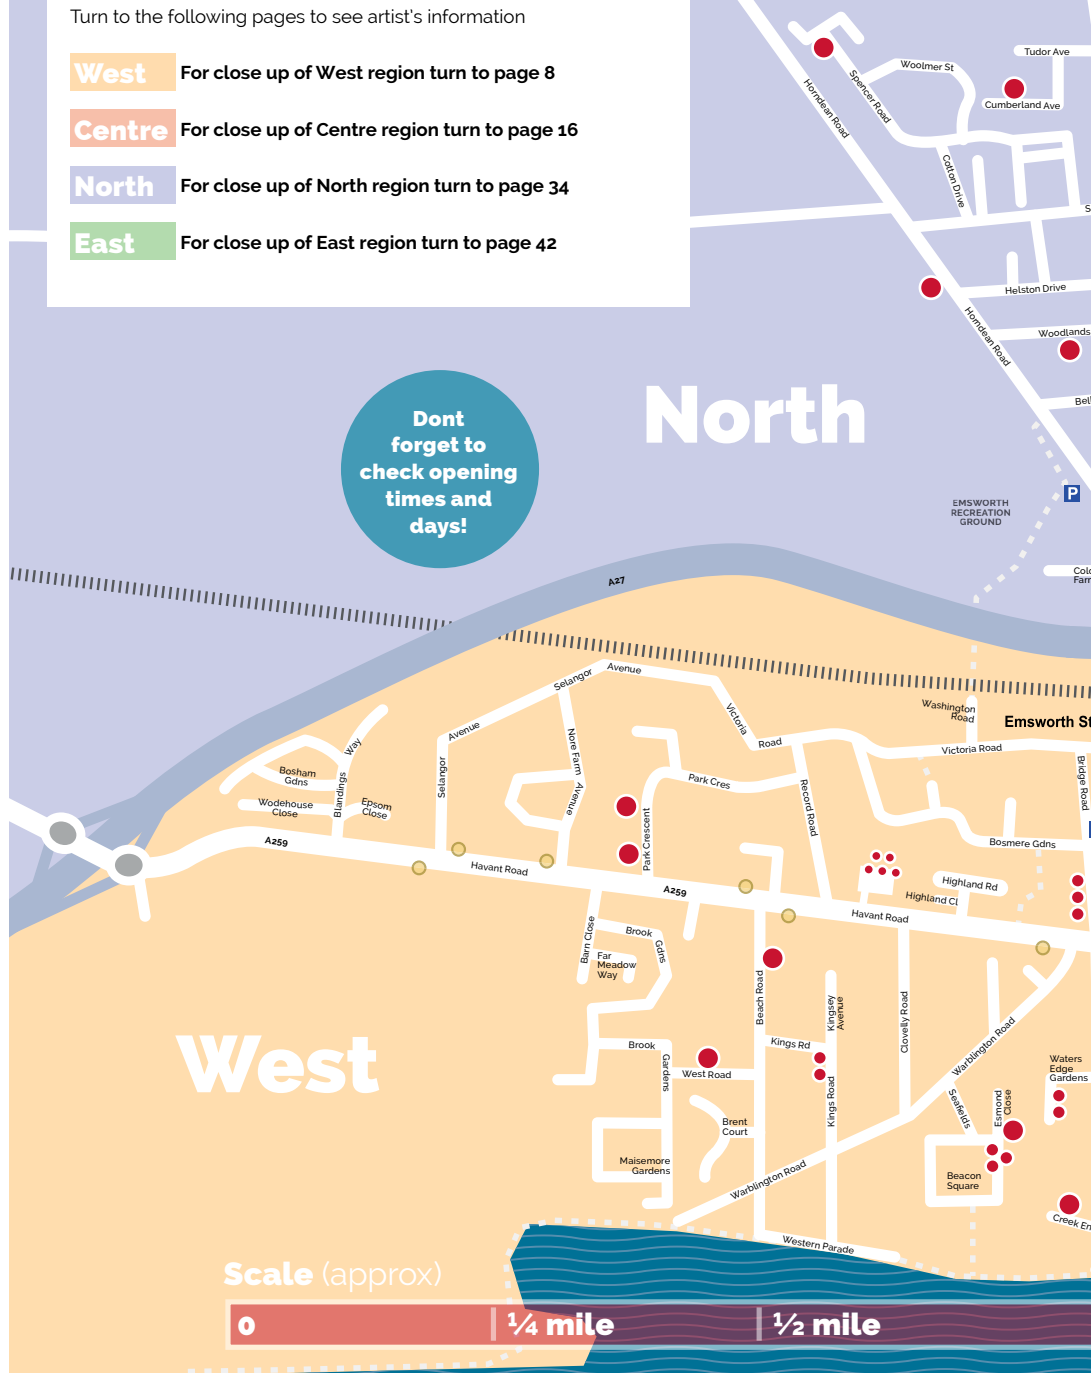 Turn to the following pages to see artist's information
West For close up of West region turn to page 8
Centre For close up of Centre region turn to page 16
North For close up of North region turn to page 34
East For close up of East region turn to page 42
Tudor Ave
Woolmer St
Cumberland Ave
Spencer Road
Horndean Road
Cotton Drive
S
Helston Drive
Horndean Road
Woodlands
Bel
North
Dont
forget to
check opening
times and
days!
P
EMSWORTH
RECREATION
GROUND
Colo
Farm
A27
Selangor
Avenue
Avenue
Selangor
Victoria
Road
Washington
Road
Emsworth St
Victoria Road
Bridge Road
Nore Farm
Avenue
Way
Blandings
Bosham
Gdns
Wodehouse
Close
Epsom
Close
Park Cres
Park Crescent
Record Road
Bosmere Gdns
A259
Havant Road
A259
Highland Rd
Highland Cl
Havant Road
Barn Close
Brook
Gdns
Far
Meadow
Way
Beach Road
Kingsey
Avenue
Clovelly Road
Warblington Road
West
Brook
Gardens
West Road
Kings Rd
Kings Road
Waters
Edge
Gardens
Seafields
Esmond
Close
Brent
Court
Maisemore
Gardens
Warblington Road
Beacon
Square
Creek En
Western Parade
Scale (approx)
0 ¼ mile ½ mile